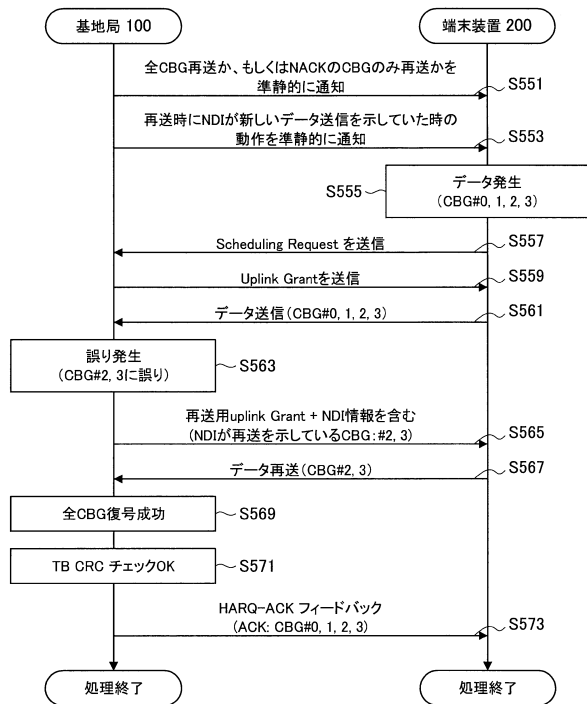 基地局 100
端末装置 200
全CBG再送か、もしくはNACKのCBGのみ再送かを
準静的に通知
S551
再送時にNDIが新しいデータ送信を示していた時の
動作を準静的に通知
S553
S555
データ発生
(CBG#0, 1, 2, 3)
Scheduling Request を送信
S557
Uplink Grantを送信
S559
データ送信(CBG#0, 1, 2, 3)
S561
誤り発生
(CBG#2, 3に誤り)
S563
再送用uplink Grant + NDI情報を含む
(NDIが再送を示しているCBG:#2, 3)
S565
データ再送(CBG#2, 3)
S567
全CBG復号成功
S569
TB CRC チェックOK
S571
HARQ-ACK フィードバック
(ACK: CBG#0, 1, 2, 3)
S573
処理終了
処理終了